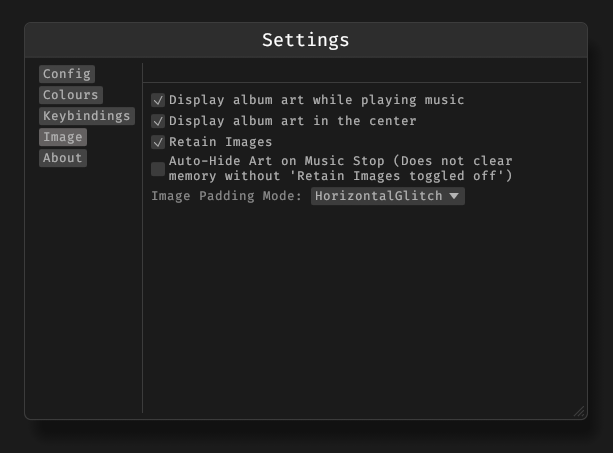 Settings
Config
Colours
Keybindings
Image
About
Display album art while playing music
Display album art in the center
Retain Images
Auto-Hide Art on Music Stop (Does not clear
memory without 'Retain Images toggled off')
Image Padding Mode: HorizontalGlitch